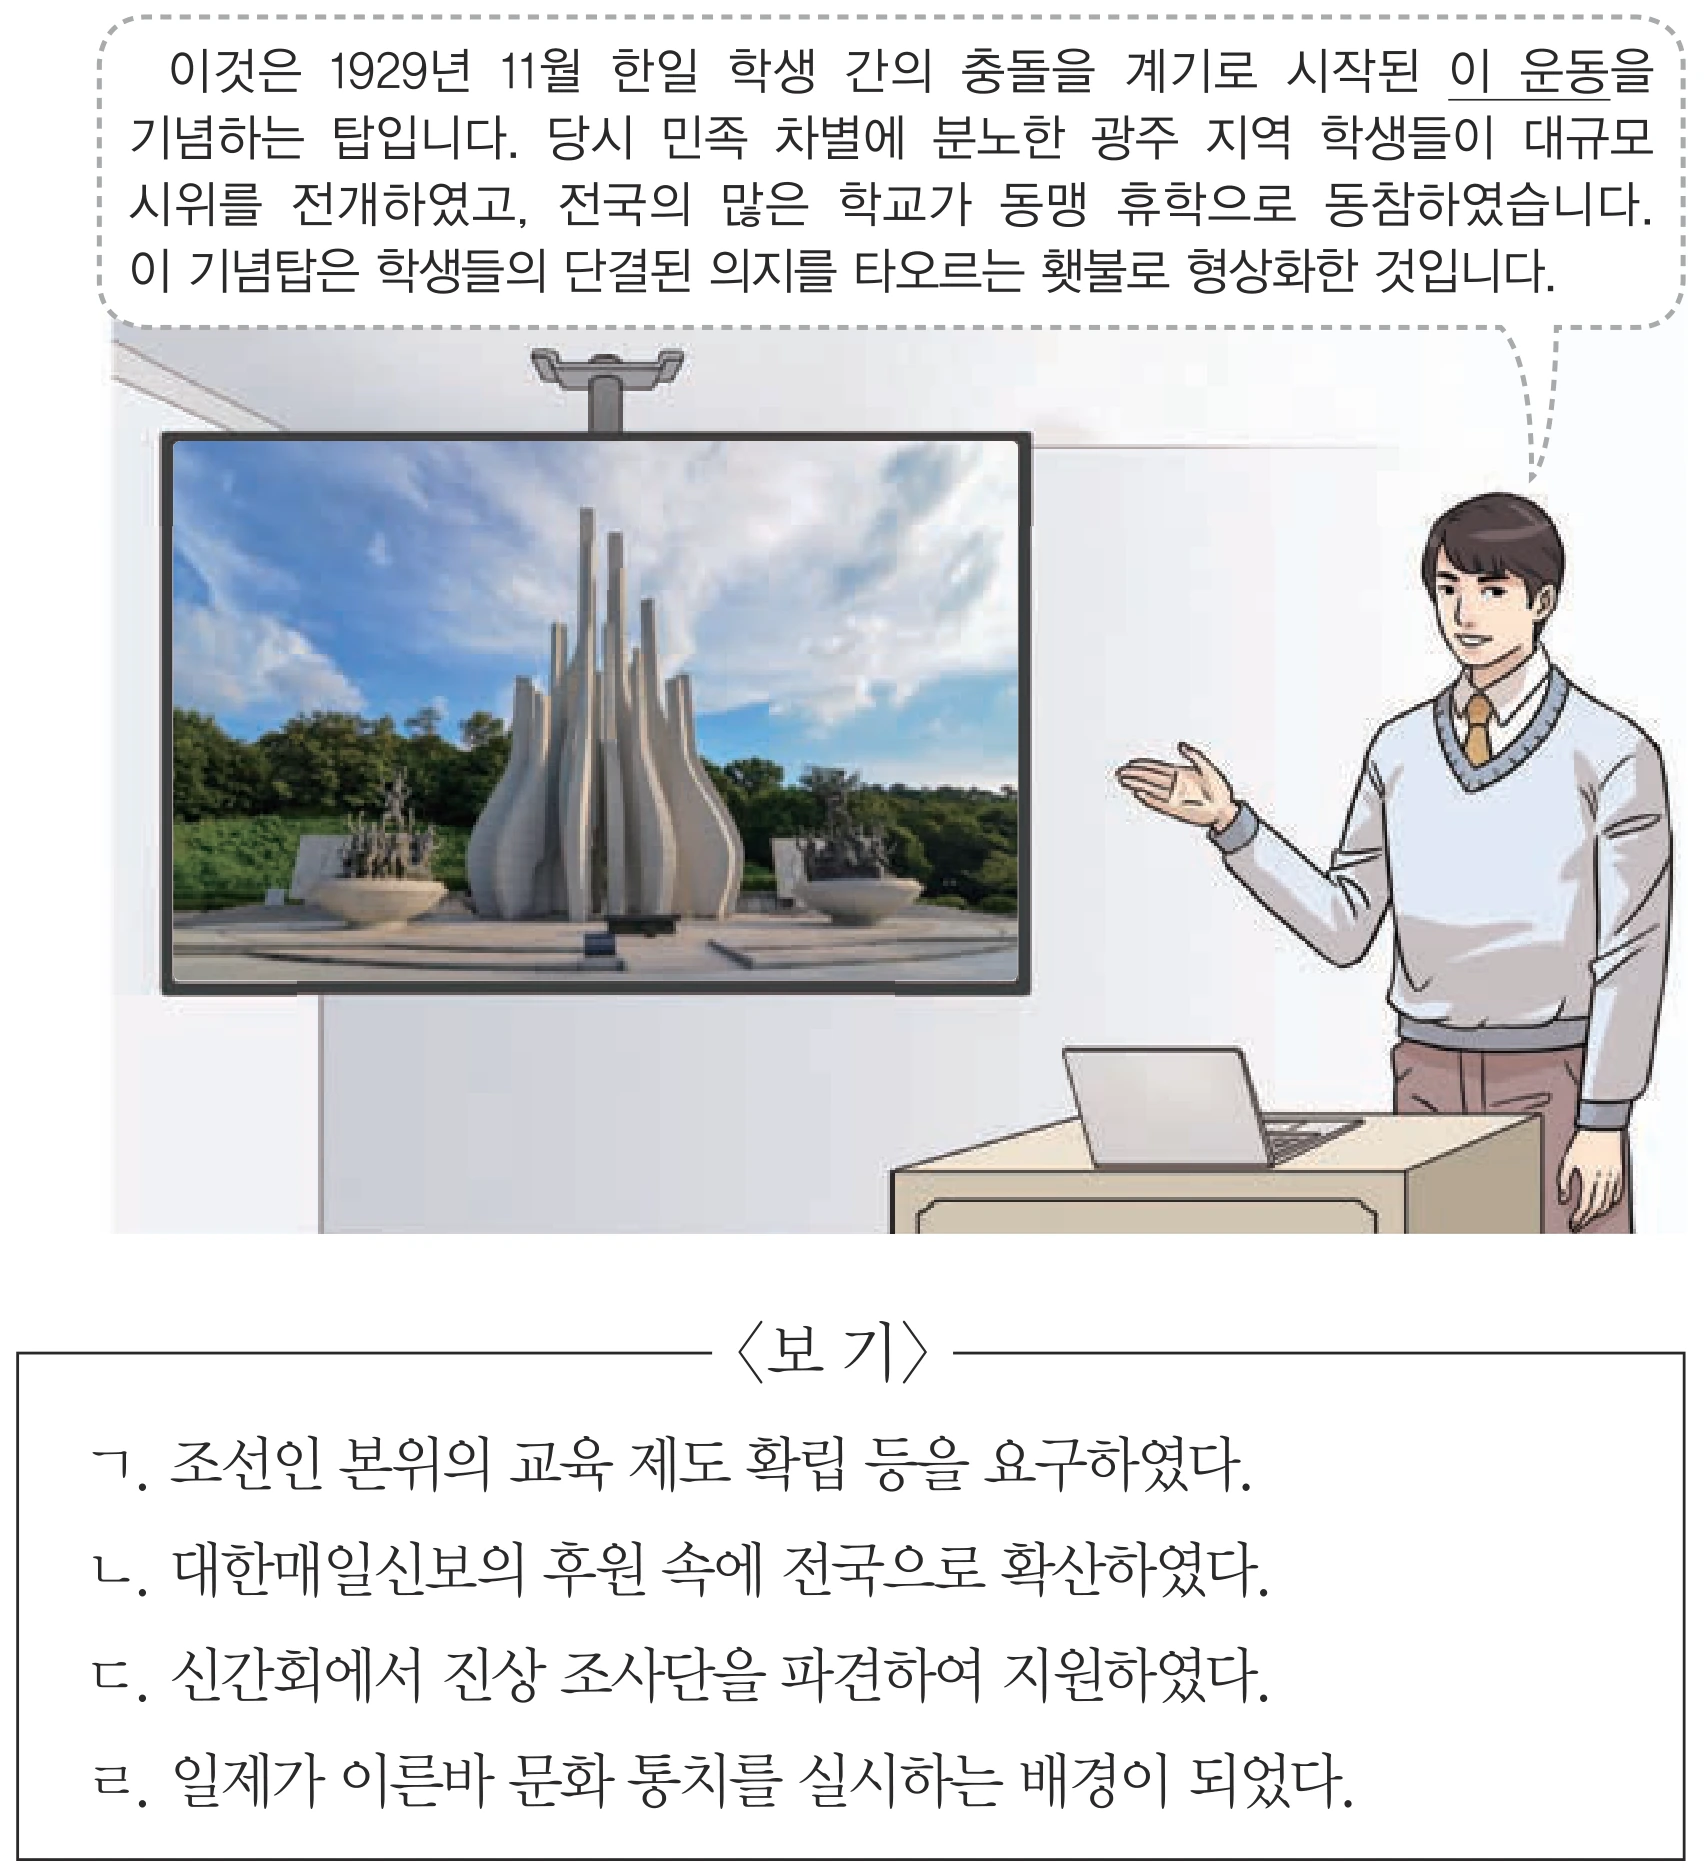 이것은 1929년 11월 한일 학생 간의 충돌을 계기로 시작된 이 운동을
기념하는 탑입니다. 당시 민족 차별에 분노한 광주 지역 학생들이 대규모
시위를 전개하였고, 전국의 많은 학교가 동맹 휴학으로 동참하였습니다.
이 기념탑은 학생들의 단결된 의지를 타오르는 횃불로 형상화한 것입니다.
〈보 기〉
ㄱ. 조선인 본위의 교육 제도 확립 등을 요구하였다.
ㄴ. 대한매일신보의 후원 속에 전국으로 확산하였다.
ㄷ. 신간회에서 진상 조사단을 파견하여 지원하였다.
ㄹ. 일제가 이른바 문화 통치를 실시하는 배경이 되었다.